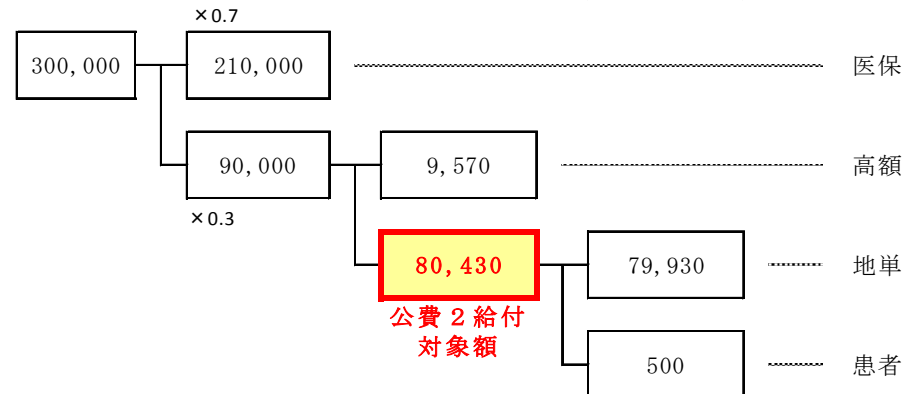 ×0.7
300,000 210,000 医保
90,000 9,570 高額
×0.3
80,430 79,930 地単
公費２給付
対象額
500 患者